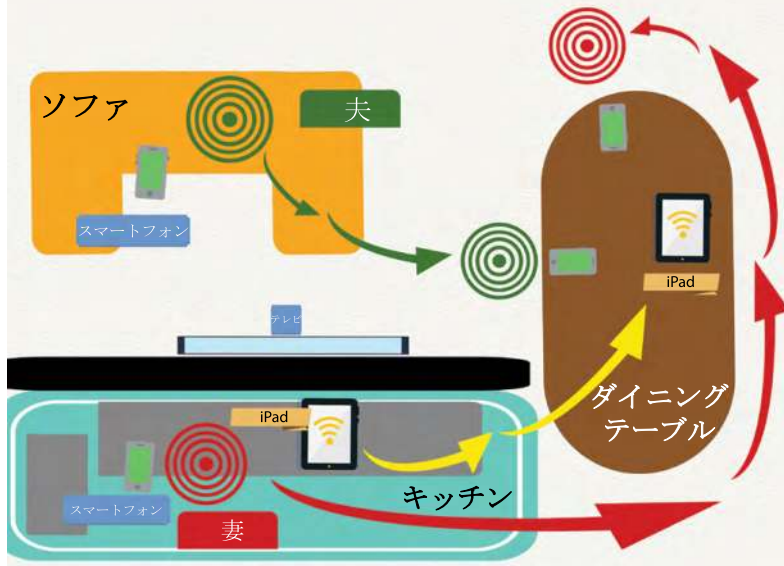 ソファ
夫
スマートフォン
iPad
テレビ
ダイニング
テーブル
iPad
キッチン
スマートフォン
妻